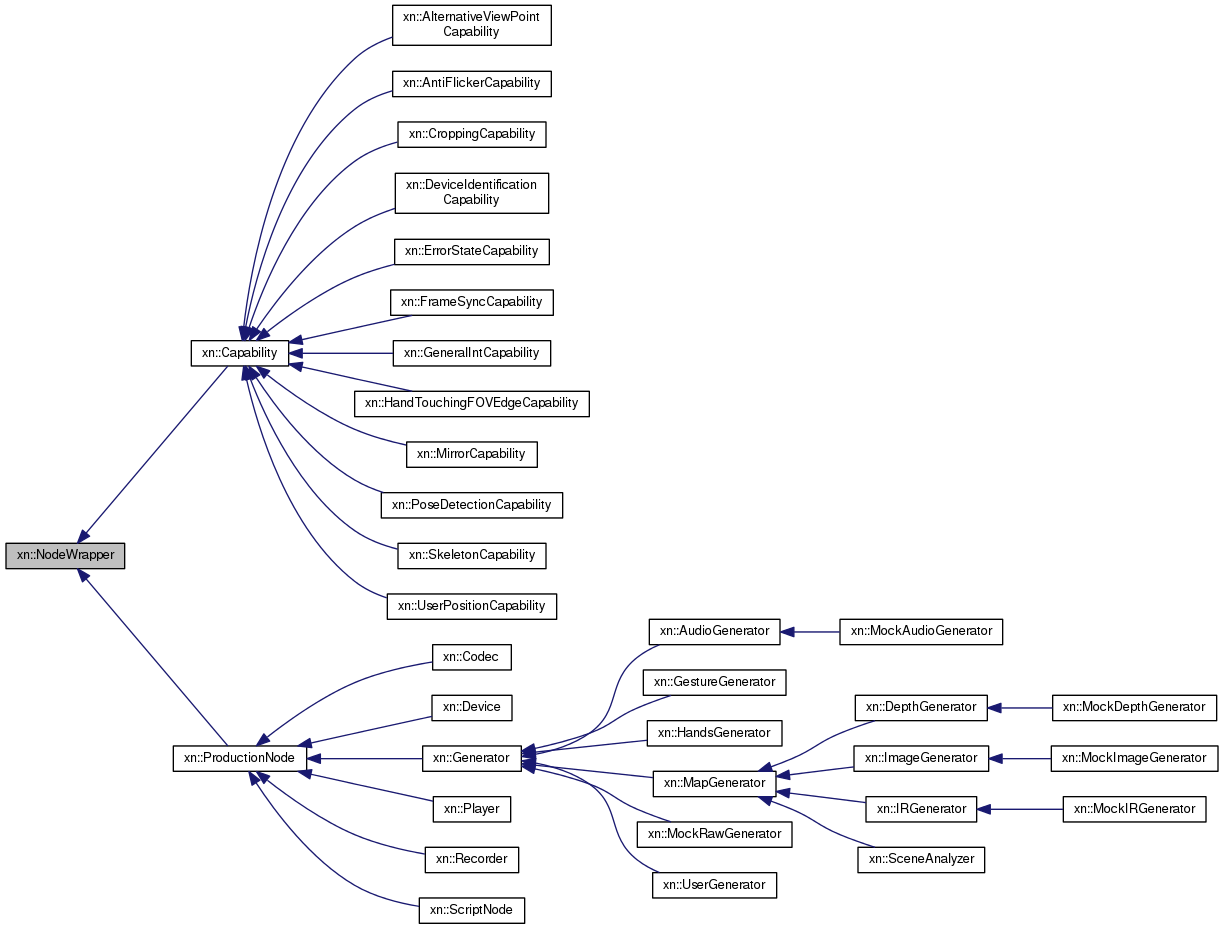 xn::AlternativeViewPoint
Capability
xn::AntiFlickerCapability
xn::CroppingCapability
xn::DeviceIdentification
Capability
xn::ErrorStateCapability
xn::FrameSyncCapability
xn::Capability
xn::GeneralIntCapability
xn::HandTouchingFOVEdgeCapability
xn::MirrorCapability
xn::PoseDetectionCapability
xn::NodeWrapper
xn::SkeletonCapability
xn::UserPositionCapability
xn::AudioGenerator
xn::MockAudioGenerator
xn::Codec
xn::GestureGenerator
xn::Device
xn::DepthGenerator
xn::MockDepthGenerator
xn::HandsGenerator
xn::ProductionNode
xn::Generator
xn::ImageGenerator
xn::MockImageGenerator
xn::MapGenerator
xn::Player
xn::IRGenerator
xn::MockIRGenerator
xn::MockRawGenerator
xn::Recorder
xn::SceneAnalyzer
xn::UserGenerator
xn::ScriptNode